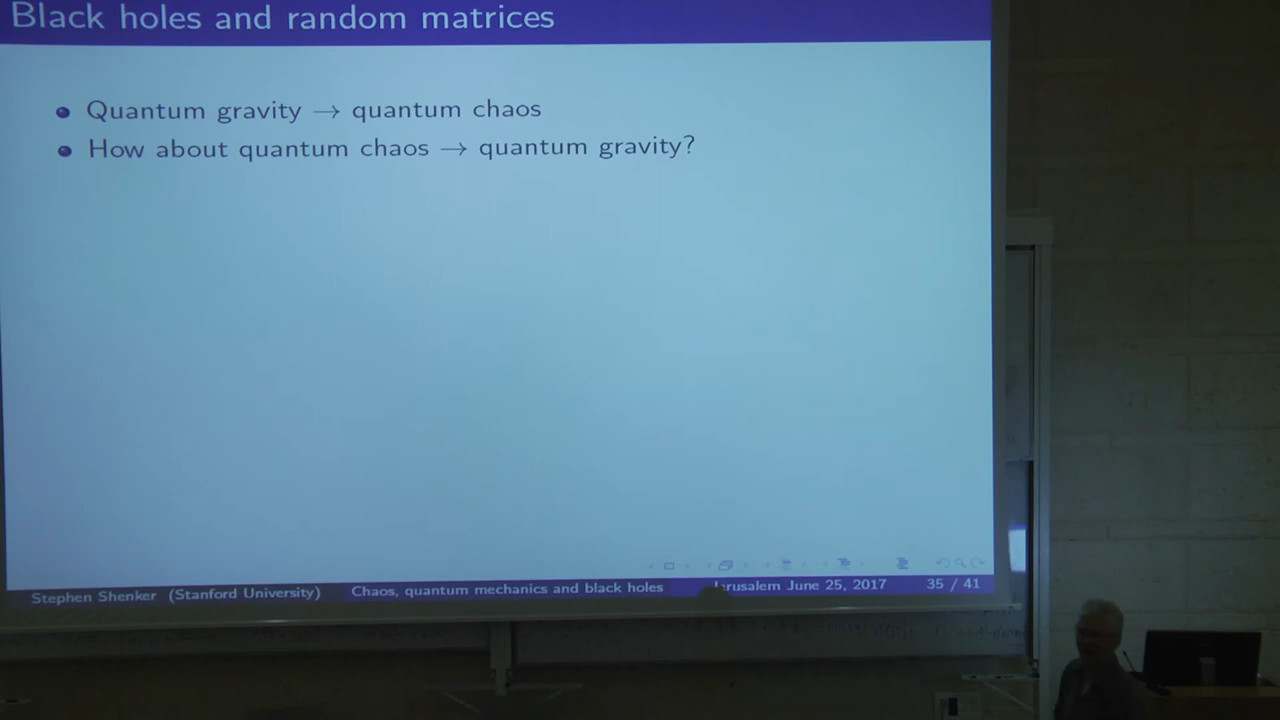 Black holes and random matrices
Quantum gravity → quantum chaos
How about quantum chaos → quantum gravity?
Stephen Shenker (Stanford University) Chaos, quantum mechanics and black holes Jerusalem June 25, 2017 35 / 41